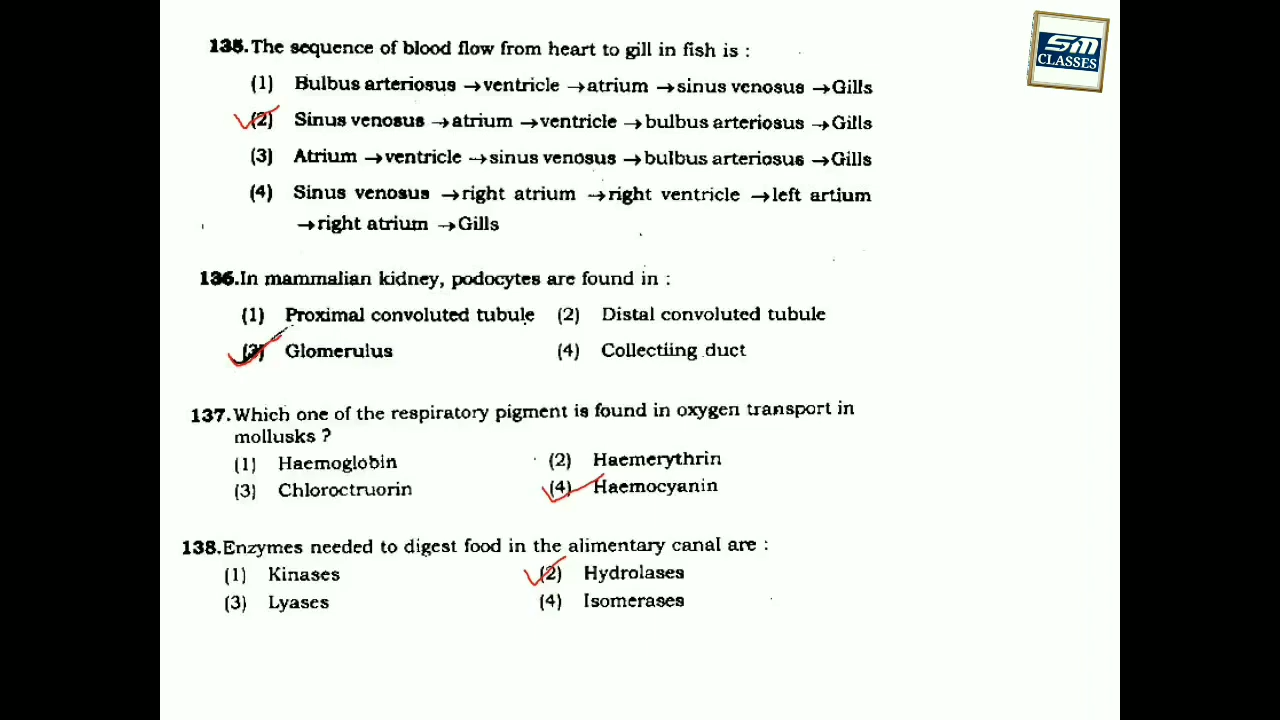 SM
CLASSES
135. The sequence of blood flow from heart to gill in fish is :
(1) Bulbus arteriosus →ventricle →atrium →sinus venosus →Gills
(2) Sinus venosus →atrium →ventricle →bulbus arteriosus →Gills
(3) Atrium →ventricle →sinus venosus →bulbus arteriosus →Gills
(4) Sinus venosus →right atrium →right ventricle →left artium
→right atrium →Gills
136.In mammalian kidney, podocytes are found in :
(1) Proximal convoluted tubule (2) Distal convoluted tubule
(3) Glomerulus (4) Collectiing duct
137.Which one of the respiratory pigment is found in oxygen transport in
mollusks ?
(1) Haemoglobin (2) Haemerythrin
(3) Chloroctruorin (4) Haemocyanin
138.Enzymes needed to digest food in the alimentary canal are :
(1) Kinases (2) Hydrolases
(3) Lyases (4) Isomerases